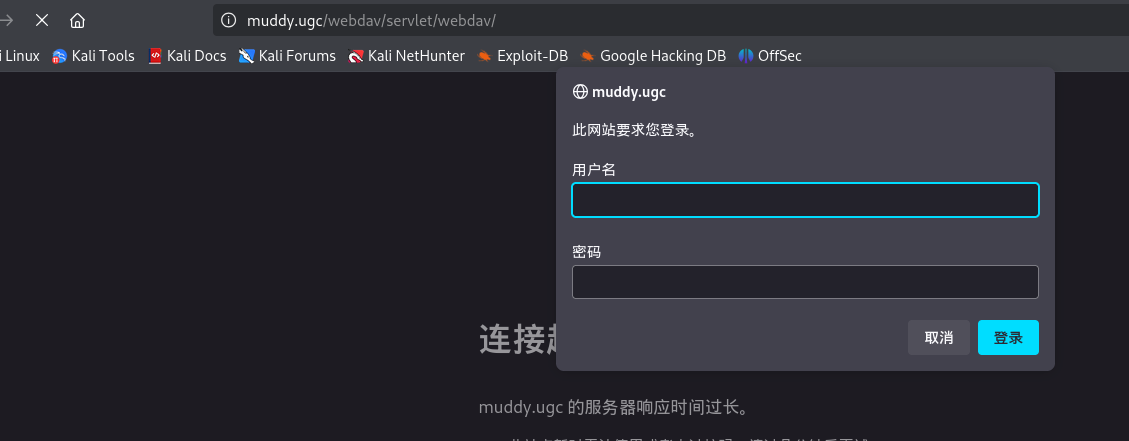 muddy.ugc/webdav/servlet/webdav/
Linux Kali Tools Kali Docs Kali Forums Kali NetHunter Exploit-DB Google Hacking DB OffSec
muddy.ugc
此网站要求您登录。
用户名
密码
取消 登录
连接
muddy.ugc 的服务器响应时间过长。